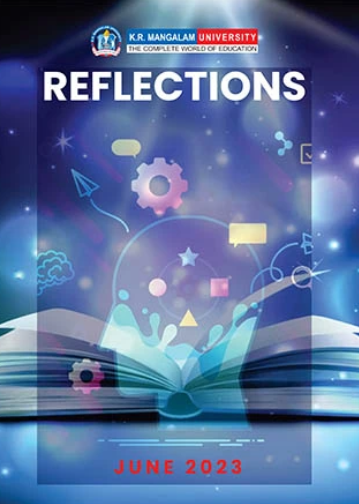 K.R. MANGALAM UNIVERSITY
THE COMPLETE WORLD OF EDUCATION
REFLECTIONS
JUNE 2023